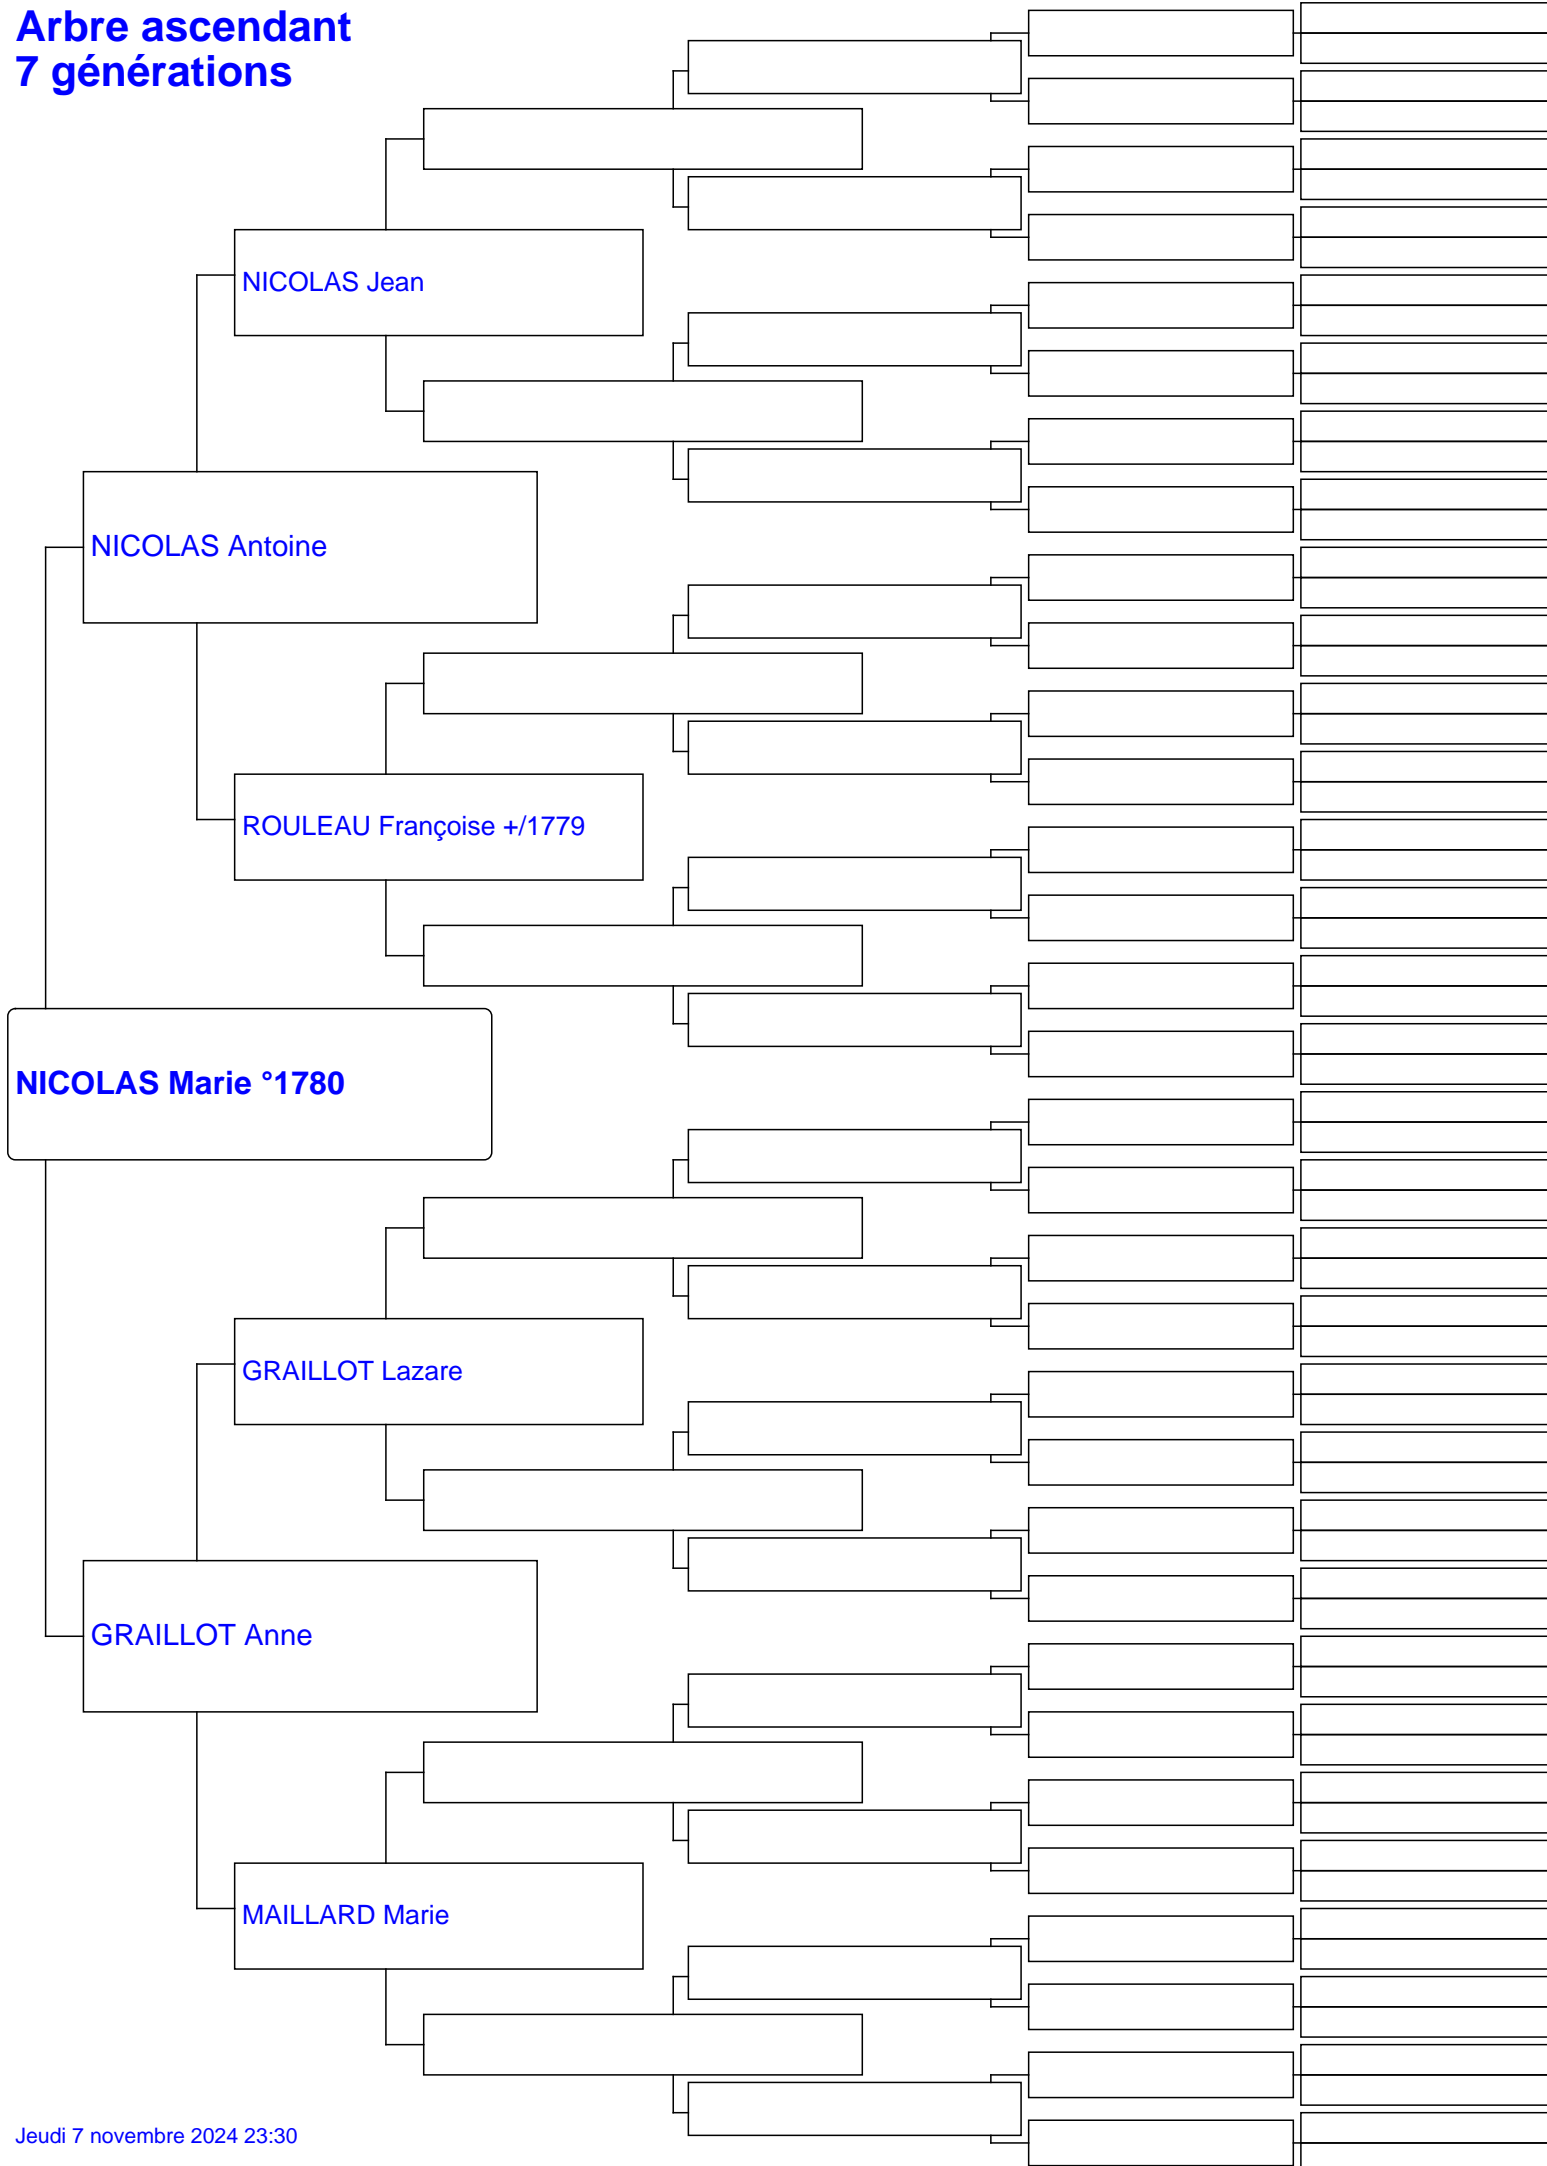 Arbre ascendant
7 générations
NICOLAS Jean
NICOLAS Antoine
ROULEAU Françoise +/1779
NICOLAS Marie °1780
GRAILLOT Lazare
GRAILLOT Anne
MAILLARD Marie
Jeudi 7 novembre 2024 23:30